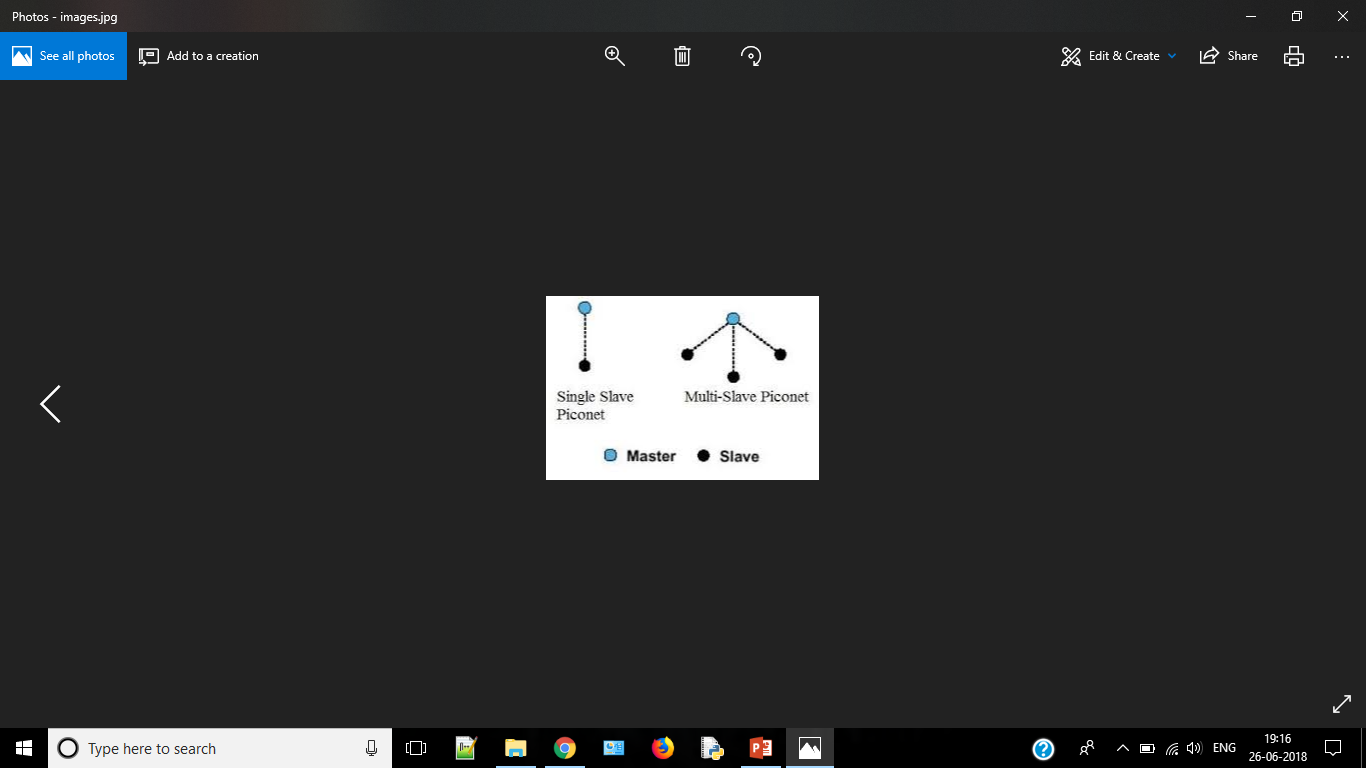 Photos - images.jpg
See all photos
Add to a creation
Edit & Create
Share
Single Slave
Piconet
Multi-Slave Piconet
Master
Slave
Type here to search
ENG
19:16
26-06-2018